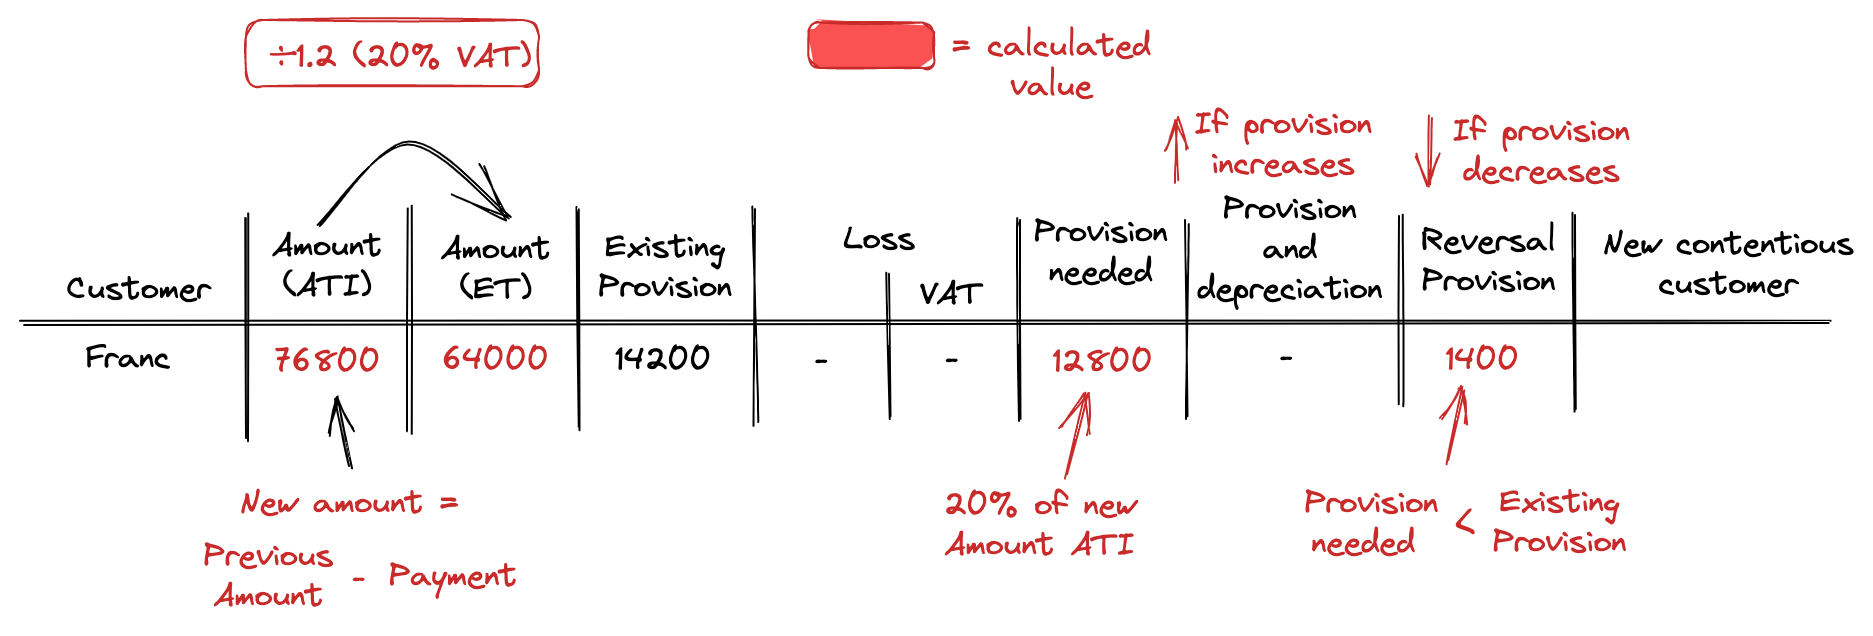 ÷1.2 (20% VAT)
= calculated
value
If provision
increases
If provision
decreases
Customer
Amount
(ATI)
Amount
(ET)
Existing
Provision
Loss
VAT
Provision
needed
Provision
and
depreciation
Reversal
Provision
New contentious
customer
Franc
76800
64000
14200
-
-
12800
-
1400
New amount =
Previous
Amount
- Payment
20% of new
Amount ATI
Provision
needed
<
Existing
Provision